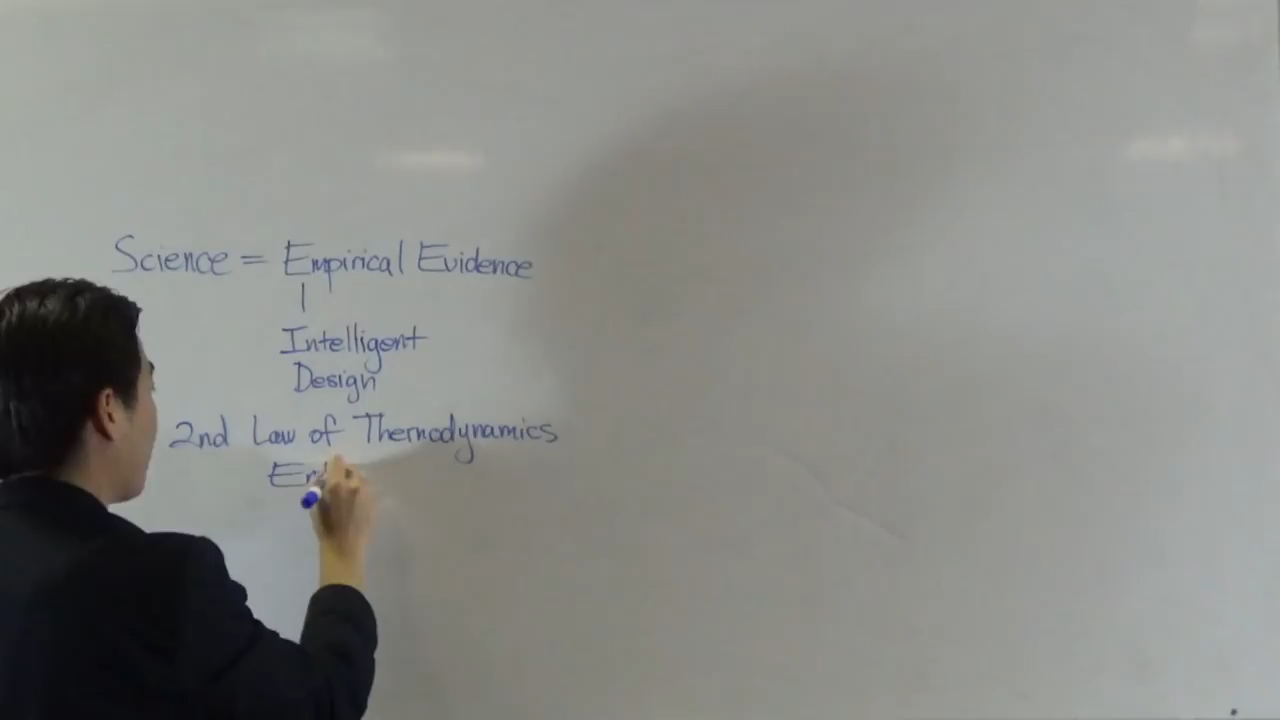 Science = Empirical Evidence
Intelligent
Design
2nd Law of Thermodynamics